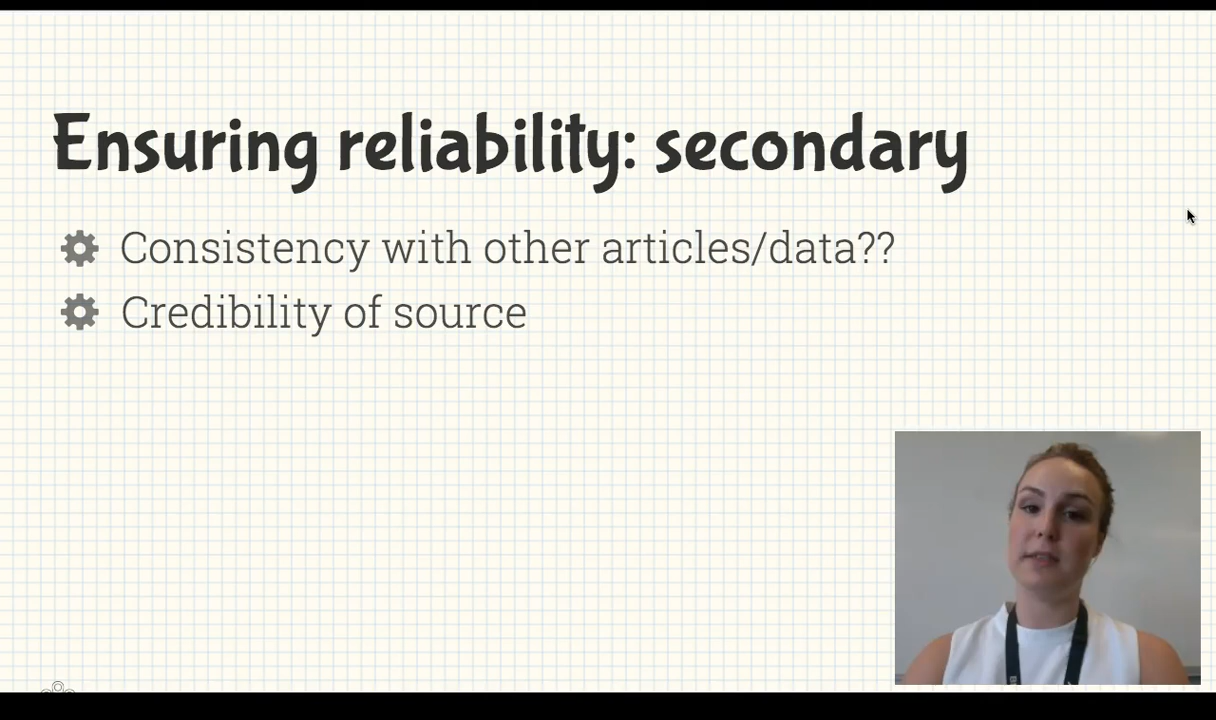 Ensuring reliability: secondary
Consistency with other articles/data??
Credibility of source